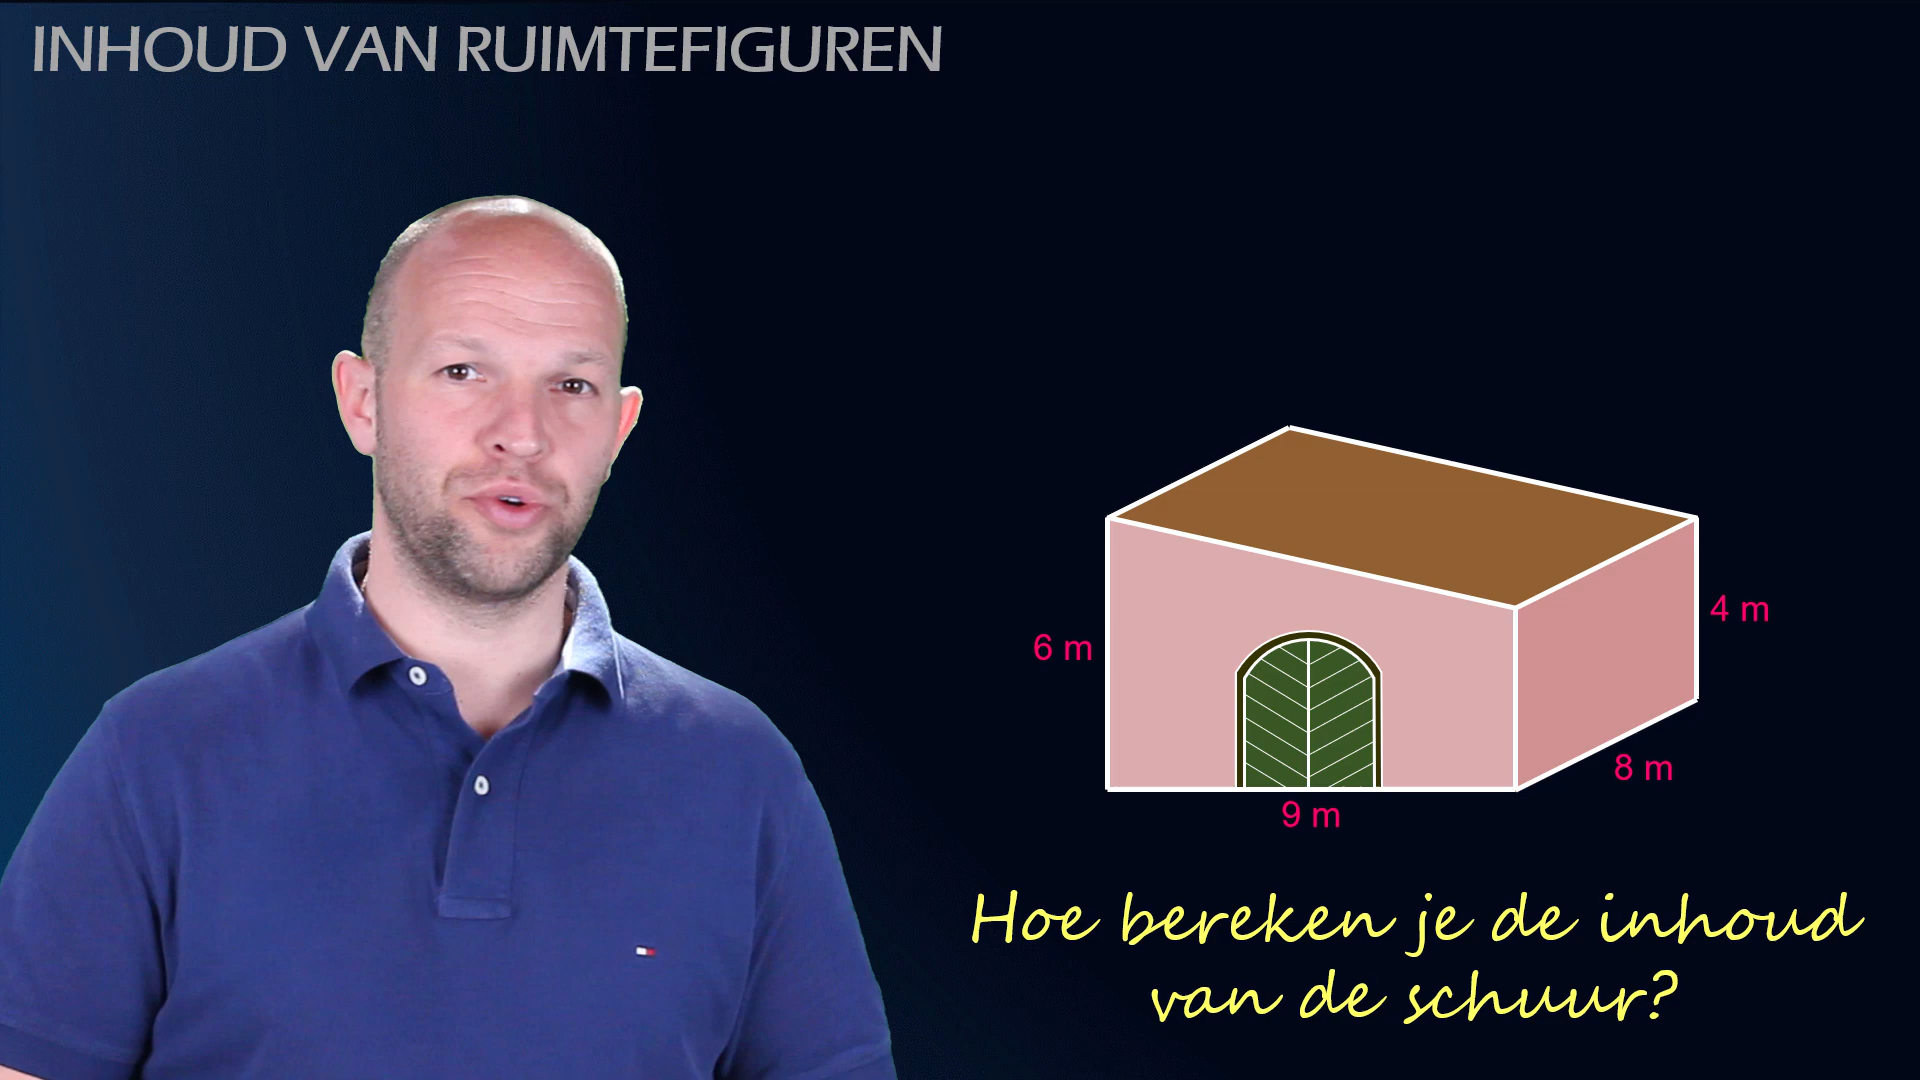 INHOUD VAN RUIMTEFIGUREN
6 m
4 m
8 m
9 m
Hoe bereken je de inhoud
van de schuur?